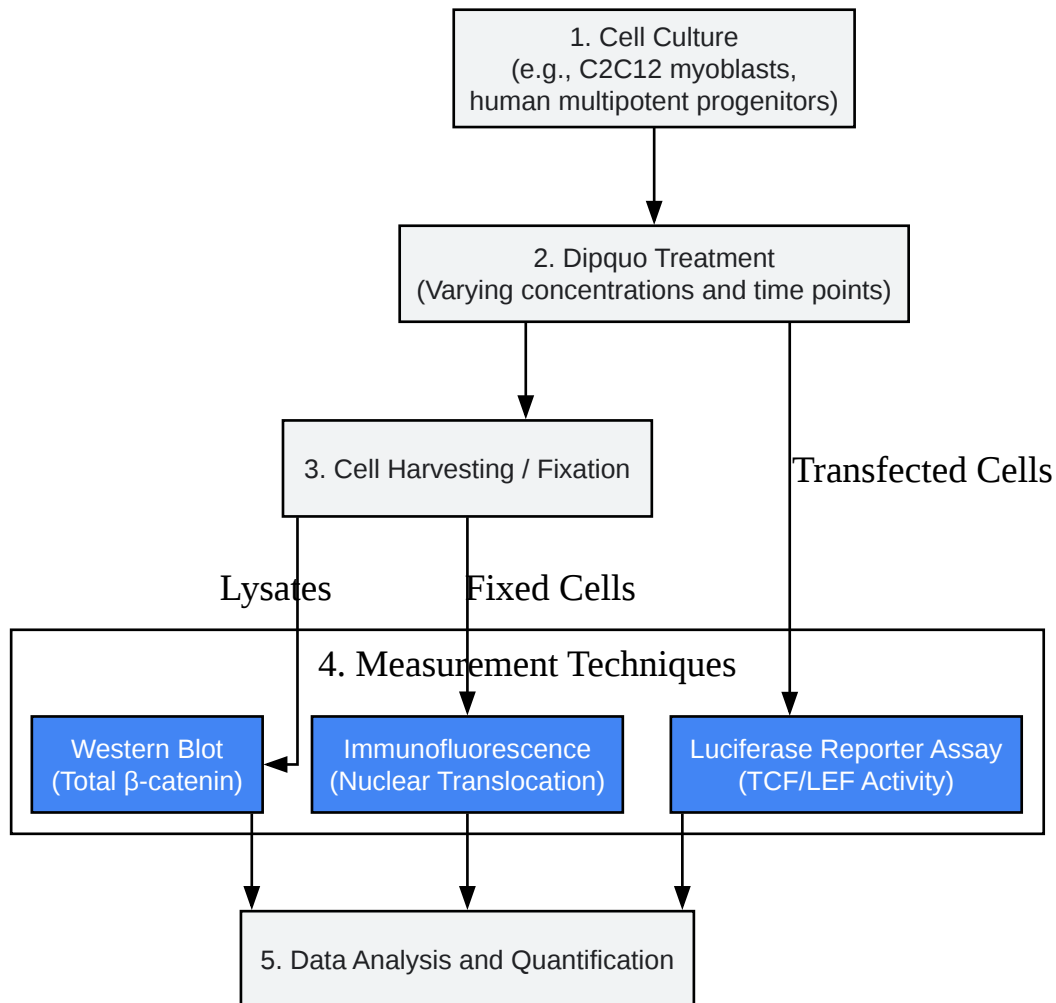 1. Cell Culture
(e.g., C2C12 myoblasts,
human multipotent progenitors)
2. Dipquo Treatment
(Varying concentrations and time points)
3. Cell Harvesting / Fixation
Transfected Cells
Lysates
Fixed Cells
4. Measurement Techniques
Western Blot
(Total β-catenin)
Immunofluorescence
(Nuclear Translocation)
Luciferase Reporter Assay
(TCF/LEF Activity)
5. Data Analysis and Quantification